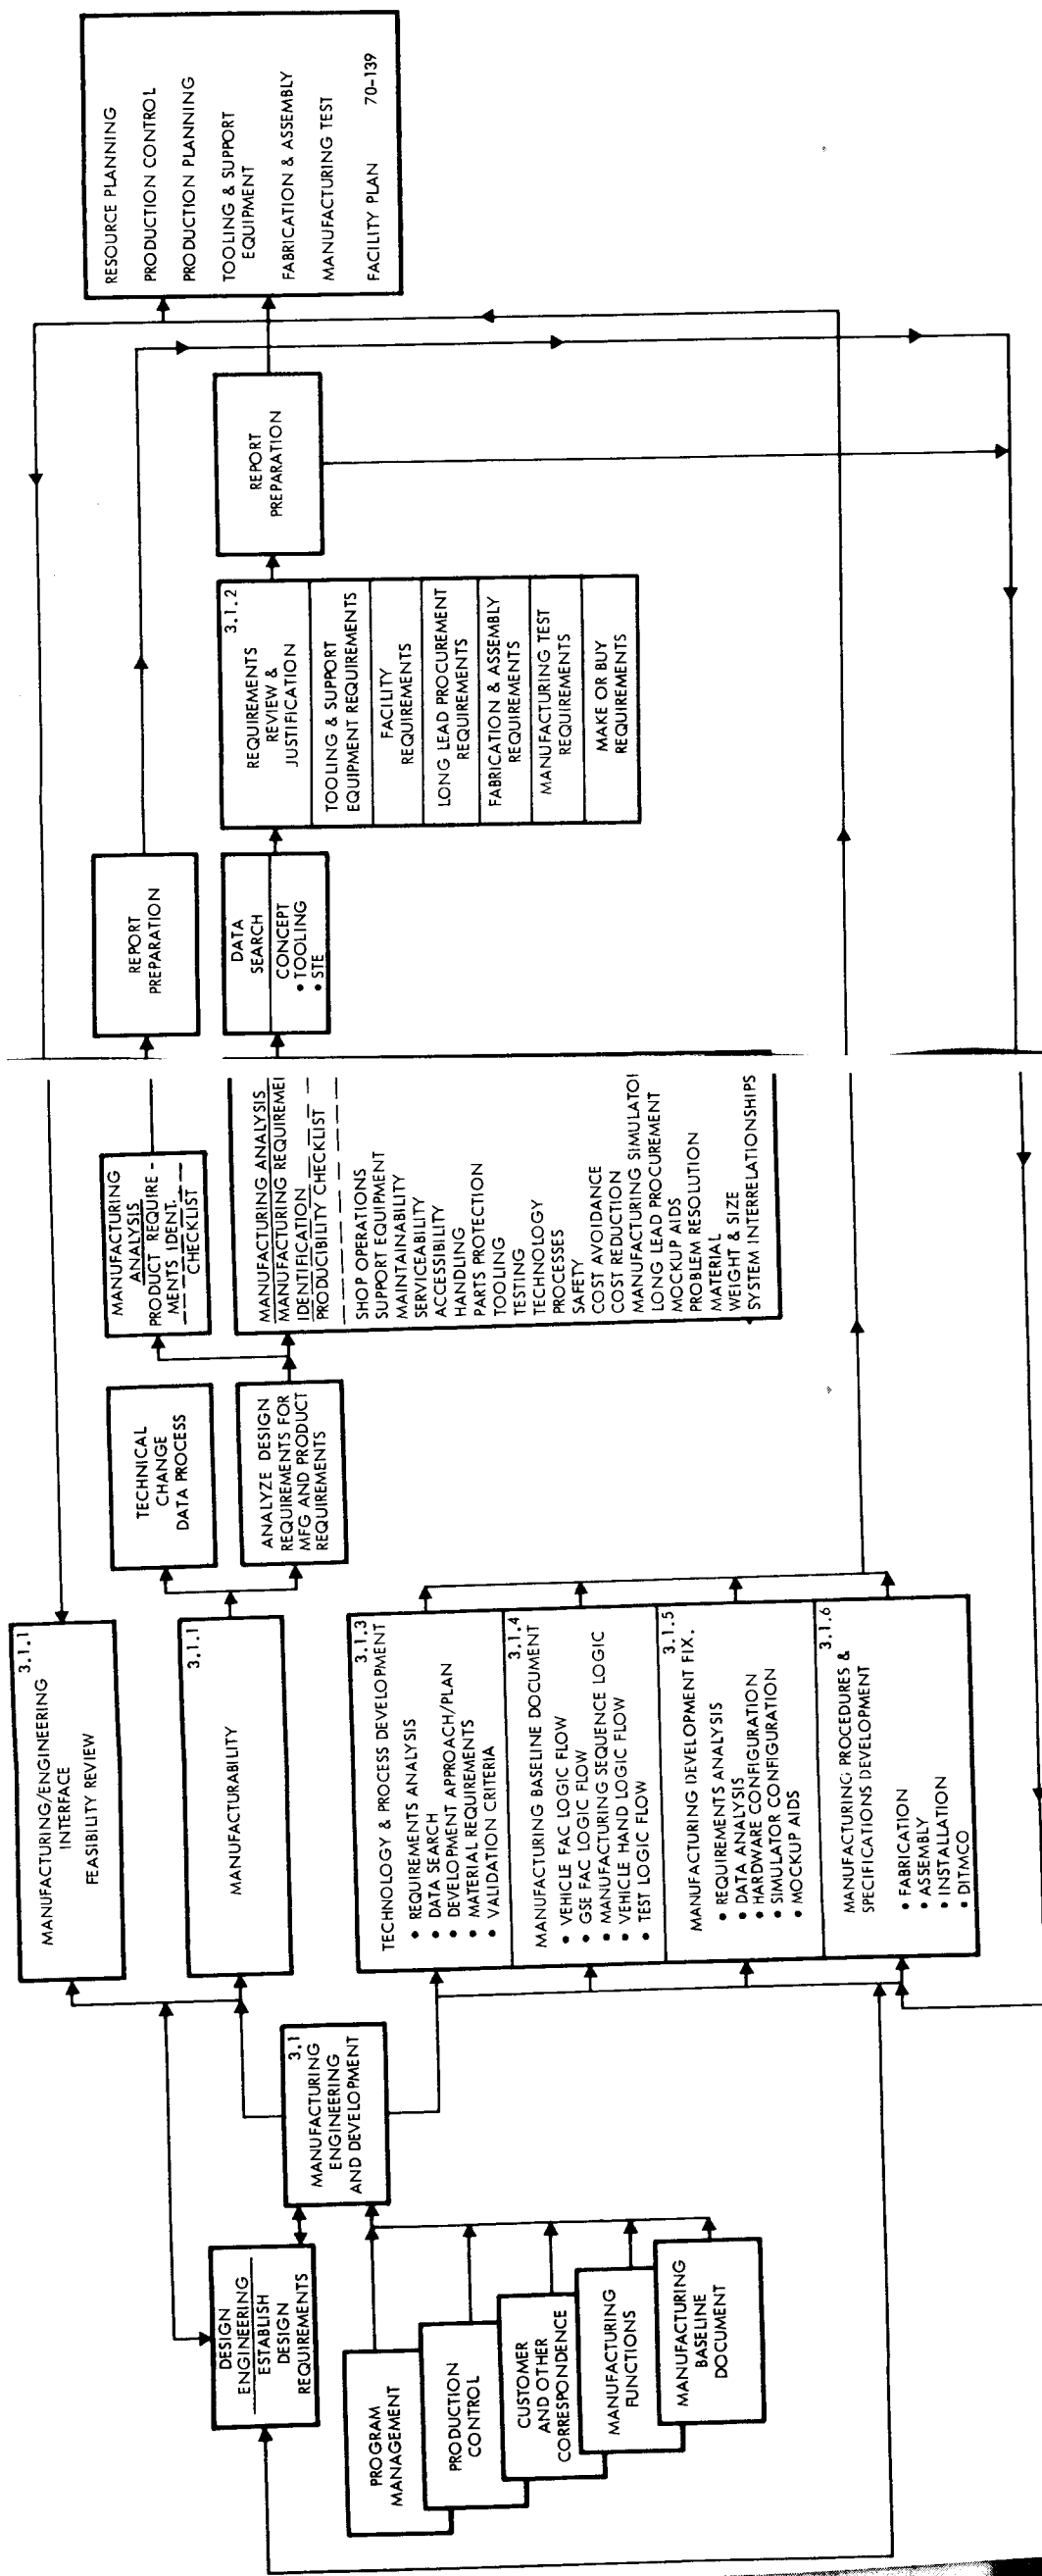 DESIGN
ENGINEERING
ESTABLISH
DESIGN
REQUIREMENTS
PROGRAM
MANAGEMENT
PRODUCTION
CONTROL
CUSTOMER
AND OTHER
CORRESPONDENCE
MANUFACTURING
FUNCTIONS
MANUFACTURING
BASELINE
DOCUMENT
3.1
MANUFACTURING
ENGINEERING
AND DEVELOPMENT
3.1.1
MANUFACTURING/ENGINEERING
INTERFACE
FEASIBILITY REVIEW
3.1.1
MANUFACTURABILITY
3.1.3
TECHNOLOGY & PROCESS DEVELOPMENT
• REQUIREMENTS ANALYSIS
• DATA SEARCH
• DEVELOPMENT APPROACH/PLAN
• MATERIAL REQUIREMENTS
• VALIDATION CRITERIA
3.1.4
MANUFACTURING BASELINE DOCUMENT
• VEHICLE FAC LOGIC FLOW
• GSE FAC LOGIC FLOW
• MANUFACTURING SEQUENCE LOGIC
• VEHICLE HAND LOGIC FLOW
• TEST LOGIC FLOW
3.1.5
MANUFACTURING DEVELOPMENT FIX.
• REQUIREMENTS ANALYSIS
• DATA ANALYSIS
• HARDWARE CONFIGURATION
• SIMULATOR CONFIGURATION
• MOCKUP AIDS
3.1.6
MANUFACTURING PROCEDURES &
SPECIFICATIONS DEVELOPMENT
• FABRICATION
• ASSEMBLY
• INSTALLATION
• DITMCO
TECHNICAL
CHANGE
DATA PROCESS
ANALYZE DESIGN
REQUIREMENTS FOR
MFG AND PRODUCT
REQUIREMENTS
MANUFACTURING
ANALYSIS
PRODUCT REQUIRE-
MENTS IDENT.
CHECKLIST
MANUFACTURING ANALYSIS
MANUFACTURING REQUIREMEI
IDENTIFICATION
PRODUCIBILITY CHECKLIST
SHOP OPERATIONS
SUPPORT EQUIPMENT
MAINTAINABILITY
SERVICEABILITY
ACCESSIBILITY
HANDLING
PARTS PROTECTION
TOOLING
TESTING
TECHNOLOGY
PROCESSES
SAFETY
COST AVOIDANCE
COST REDUCTION
MANUFACTURING SIMULATOI
LONG LEAD PROCUREMENT
MOCKUP AIDS
PROBLEM RESOLUTION
MATERIAL
WEIGHT & SIZE
SYSTEM INTERRELATIONSHIPS
REPORT
PREPARATION
DATA
SEARCH
CONCEPT
• TOOLING
• STE
3.1.2
REQUIREMENTS
REVIEW &
JUSTIFICATION
TOOLING & SUPPORT
EQUIPMENT REQUIREMENTS
FACILITY
REQUIREMENTS
LONG LEAD PROCUREMENT
REQUIREMENTS
FABRICATION & ASSEMBLY
REQUIREMENTS
MANUFACTURING TEST
REQUIREMENTS
MAKE OR BUY
REQUIREMENTS
REPORT
PREPARATION
RESOURCE PLANNING
PRODUCTION CONTROL
PRODUCTION PLANNING
TOOLING & SUPPORT
EQUIPMENT
FABRICATION & ASSEMBLY
MANUFACTURING TEST
FACILITY PLAN 70-139